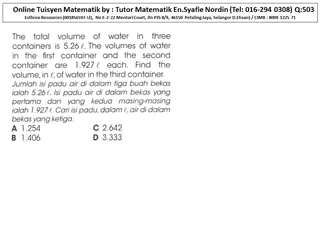 Online Tuisyen Matematik by : Tutor Matematik En.Syafie Nordin (Tel: 016-294 0308) Q:503
The total volume of water in three
containers is 5.26 ℓ. The volumes of water
in the first container and the second
container are 1.927 ℓ each. Find the
volume, in ℓ, of water in the third container.
Jumlah isi padu air di dalam tiga buah bekas
ialah 5.26 ℓ. Isi padu air di dalam bekas yang
pertama dan yang kedua masing-masing
ialah 1.927 ℓ. Cari isi padu, dalam ℓ, air di dalam
bekas yang ketiga.
A 1.254 C 2.642
B 1.406 D 3.333